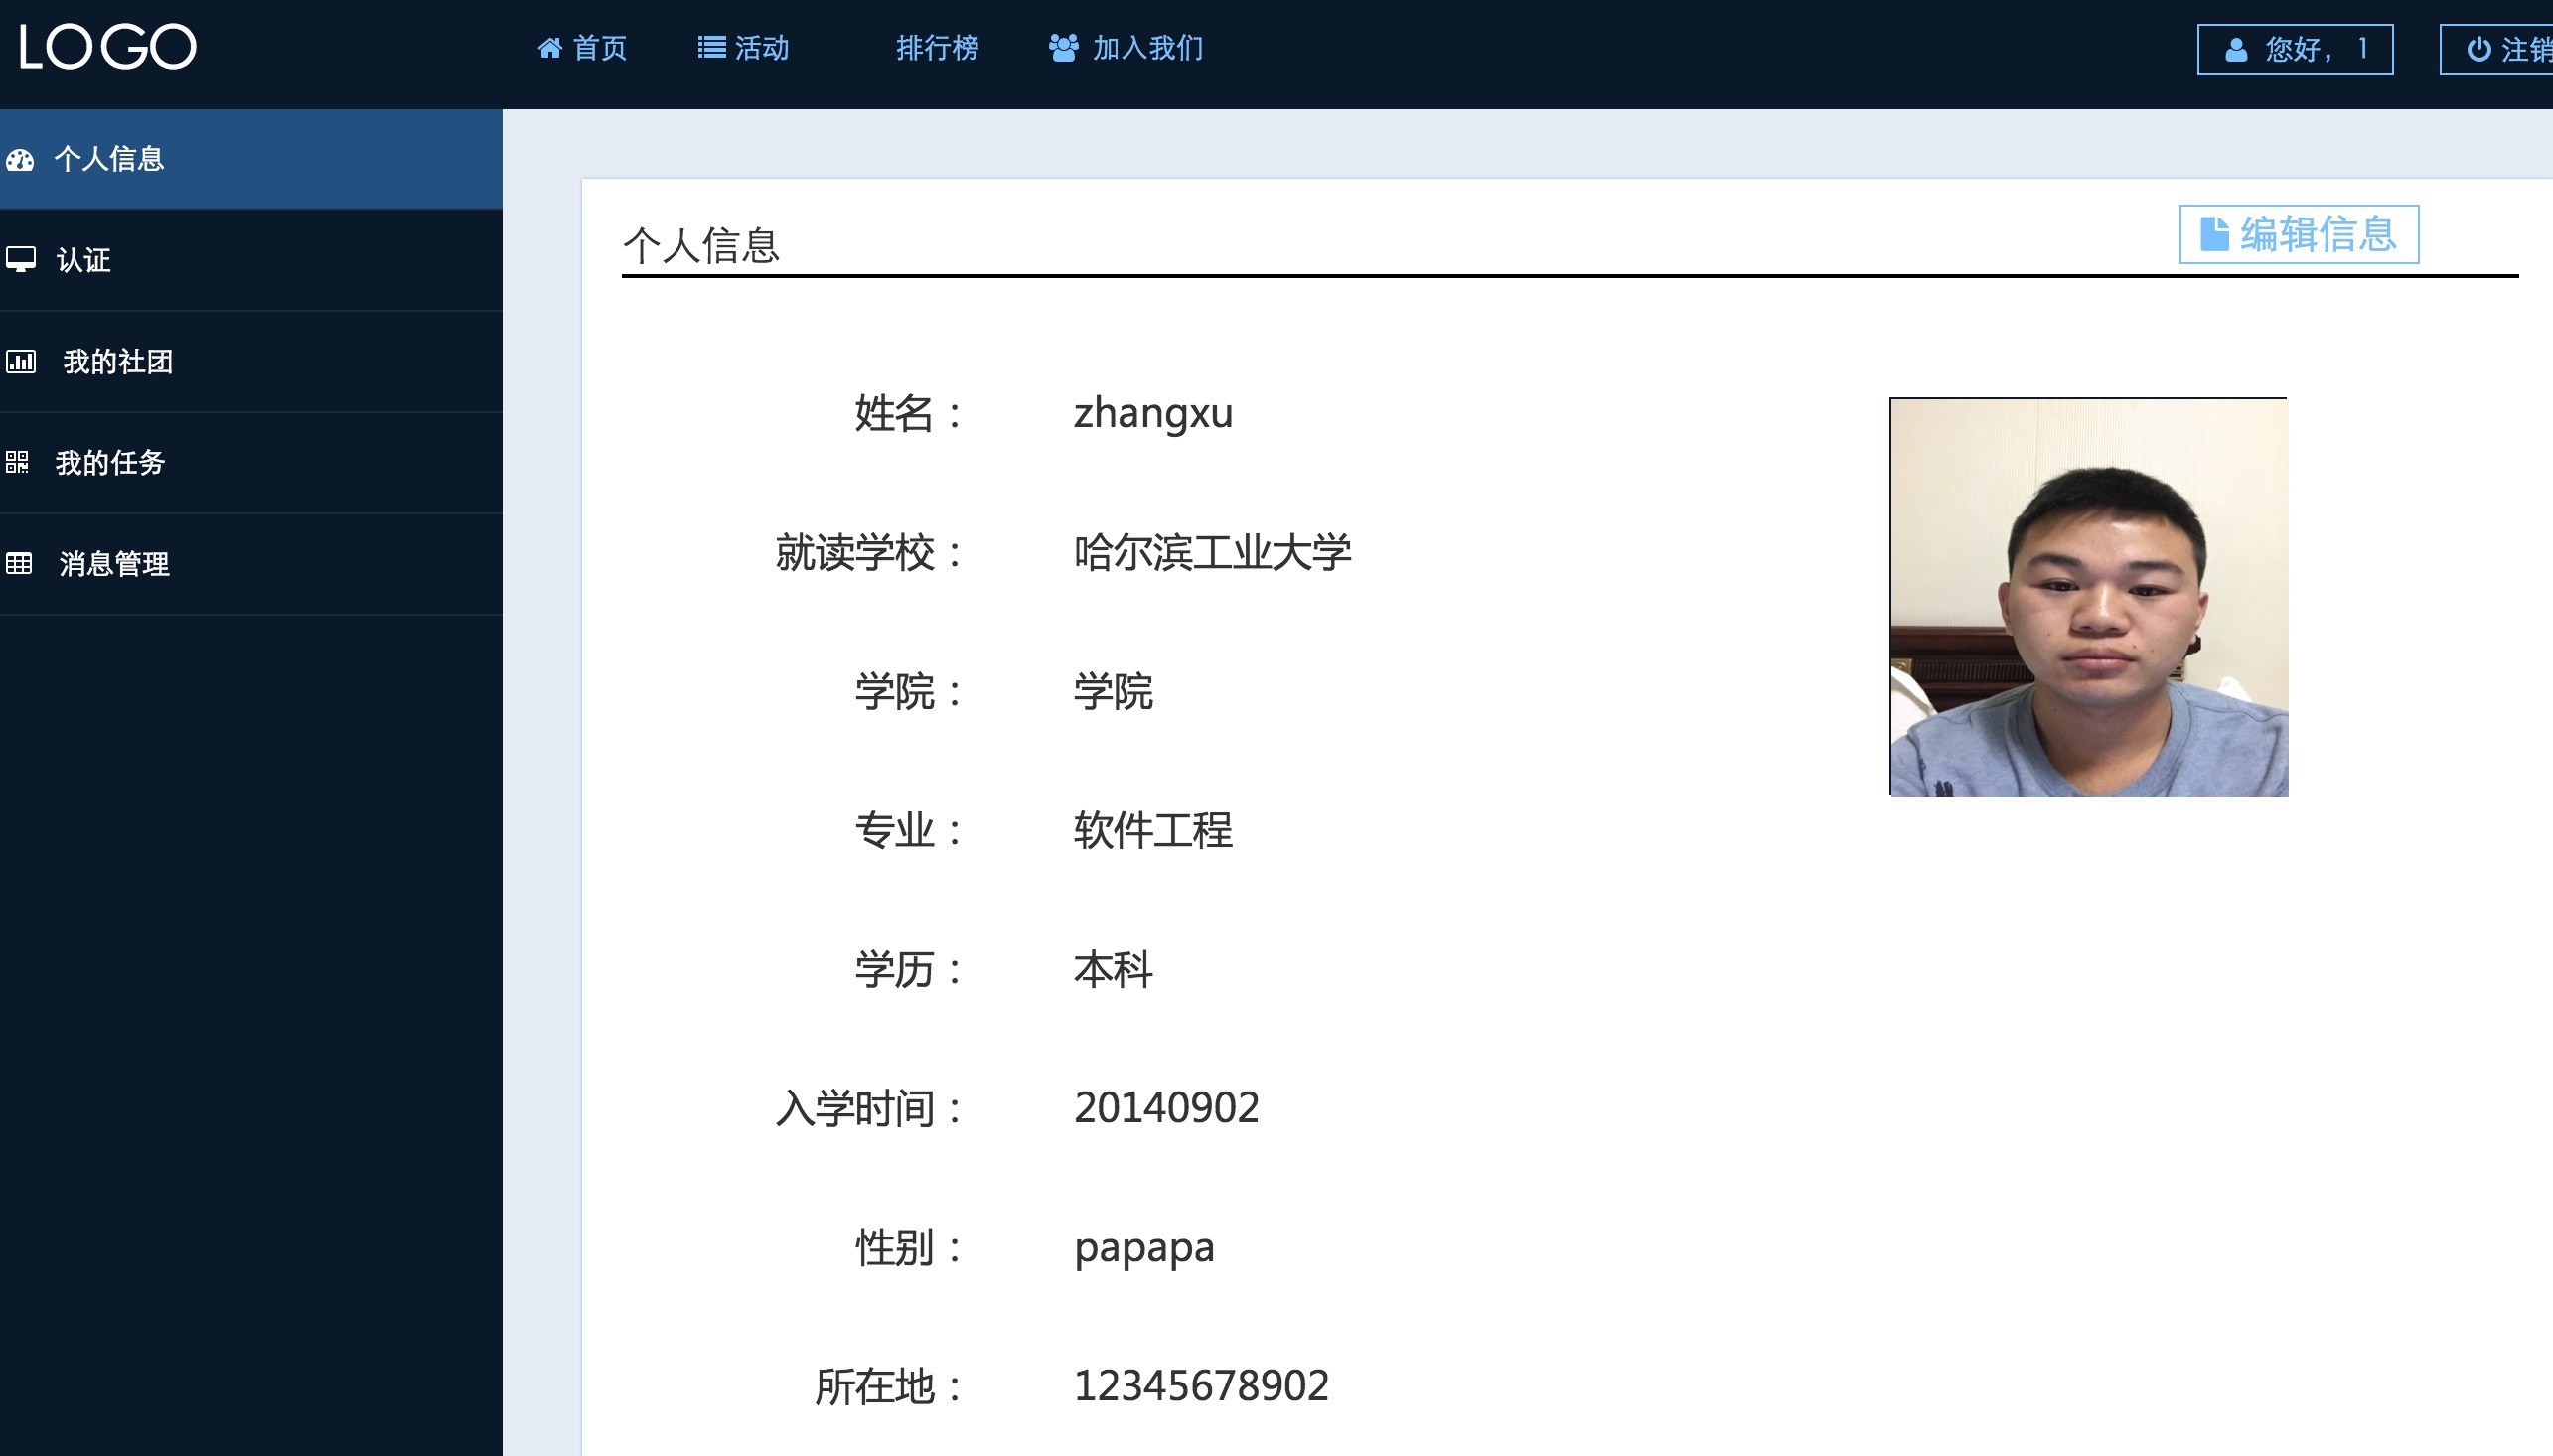 LOGO
首页 活动 排行榜 加入我们 您好， 1 注销
个人信息
认证
我的社团
我的任务
消息管理
个人信息 编辑信息
姓名： zhangxu
就读学校： 哈尔滨工业大学
学院： 学院
专业： 软件工程
学历： 本科
入学时间： 20140902
性别： papapa
所在地： 12345678902